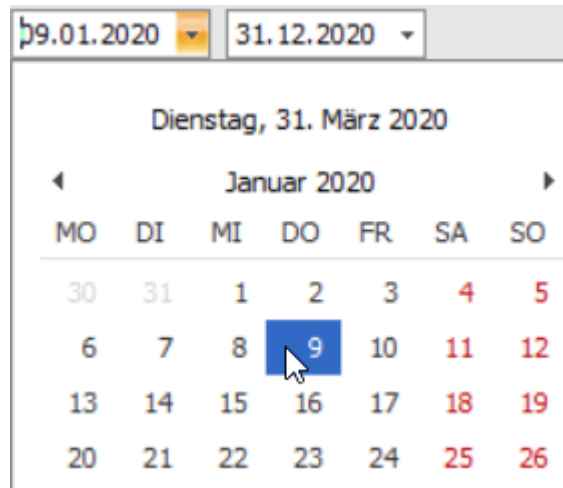 09.01.2020 31.12.2020
Dienstag, 31. März 2020
Januar 2020
MO DI MI DO FR SA SO
30 31 1 2 3 4 5
6 7 8 9 10 11 12
13 14 15 16 17 18 19
20 21 22 23 24 25 26